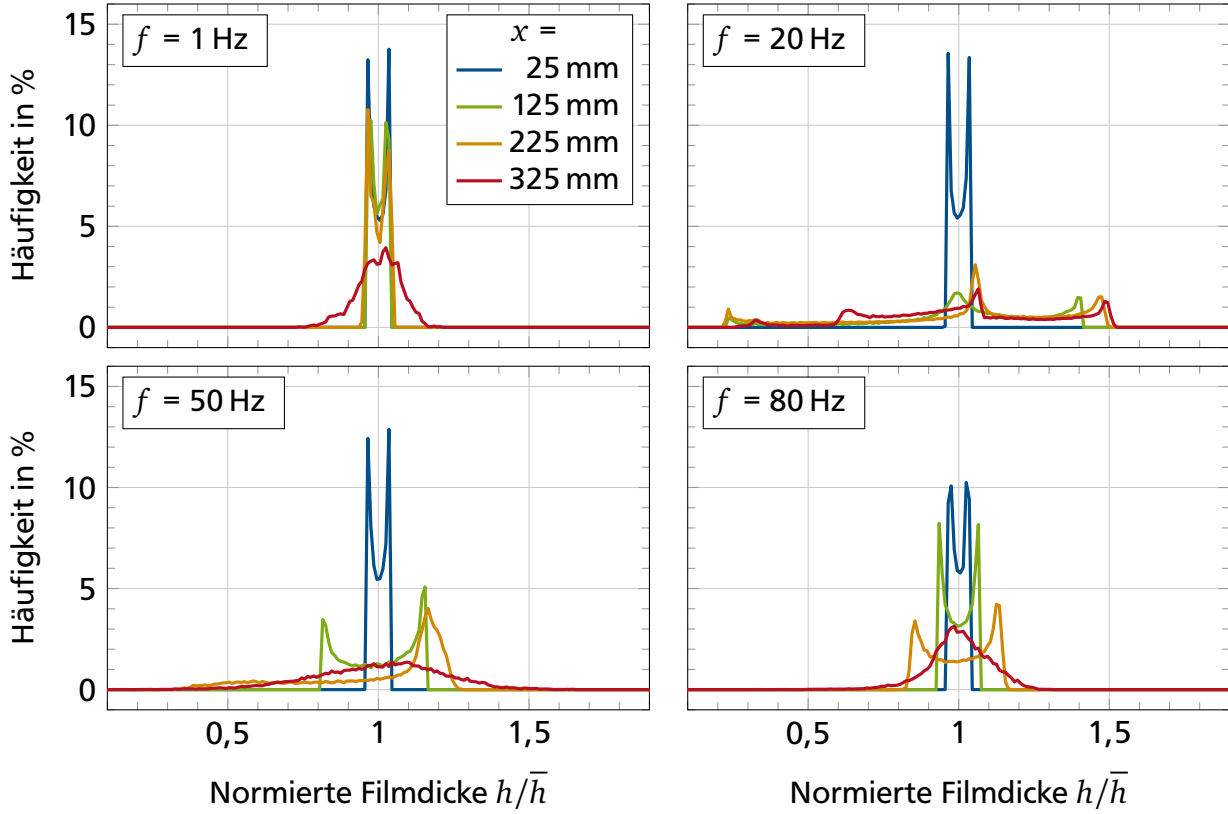 f = 1 Hz
x =
25 mm
125 mm
225 mm
325 mm
f = 20 Hz
15
10
5
0
Häufigkeit in %
f = 50 Hz
f = 80 Hz
15
10
5
0
Häufigkeit in %
0,5 1 1,5
0,5 1 1,5
Normierte Filmdicke h/h̅
Normierte Filmdicke h/h̅